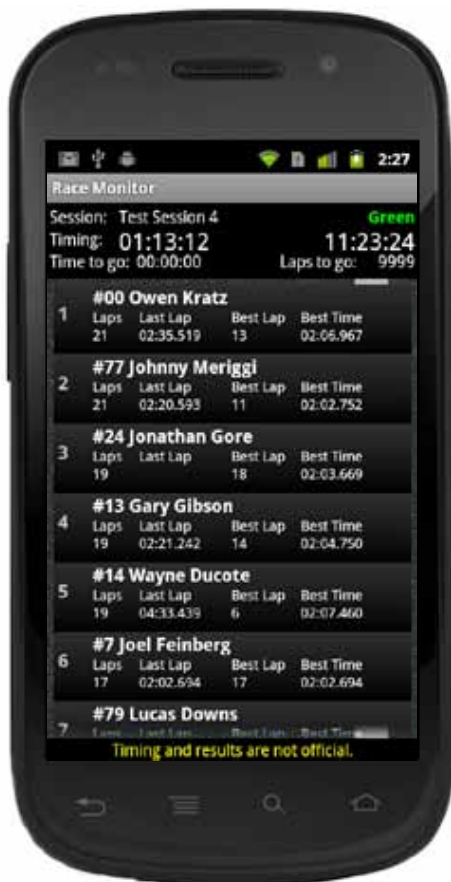 2:27
Race Monitor
Session: Test Session 4 Green
Timing: 01:13:12 11:23:24
Time to go: 00:00:00 Laps to go: 9999
1 #00 Owen Kratz
Laps Last Lap Best Lap Best Time
21 02:35.519 13 02:06.967
2 #77 Johnny Meriggi
Laps Last Lap Best Lap Best Time
21 02:20.593 11 02:02.752
3 #24 Jonathan Gore
Laps Last Lap Best Lap Best Time
19 18 02:03.669
4 #13 Gary Gibson
Laps Last Lap Best Lap Best Time
19 02:21.242 14 02:04.750
5 #14 Wayne Ducote
Laps Last Lap Best Lap Best Time
19 04:33.439 6 02:07.460
6 #7 Joel Feinberg
Laps Last Lap Best Lap Best Time
17 02:02.694 17 02:02.694
7 #79 Lucas Downs
Laps Last Lap Best Lap Best Time
Timing and results are not official.